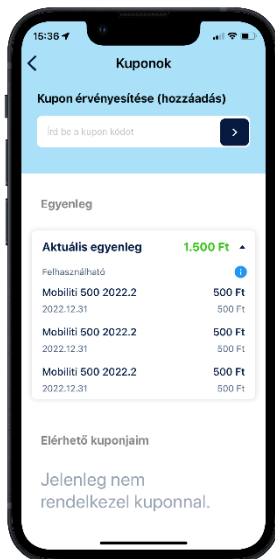 15:36
Kuponok
Kupon érvényesítése (hozzáadás)
Írd be a kupon kódot
Egyenleg
Aktuális egyenleg 1.500 Ft
Felhasználható
Mobiliti 500 2022.2 500 Ft
2022.12.31 500 Ft
Mobiliti 500 2022.2 500 Ft
2022.12.31 500 Ft
Mobiliti 500 2022.2 500 Ft
2022.12.31 500 Ft
Elérhető kuponjaim
Jelenleg nem
rendelkezel kuponnal.